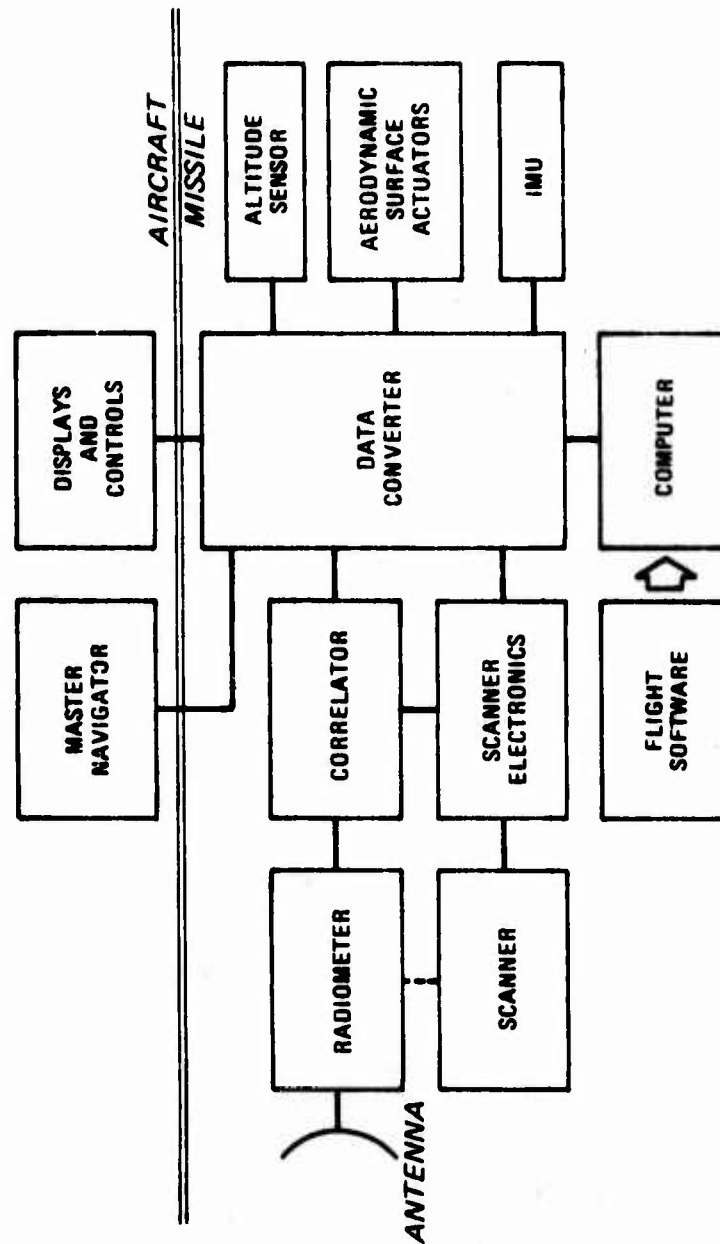 AIRCRAFT
MISSILE
MASTER
NAVIGATOR
DISPLAYS
AND
CONTROLS
ANTENNA
RADIOMETER
CORRELATOR
DATA
CONVERTER
ALTITUDE
SENSOR
AERODYNAMIC
SURFACE
ACTUATORS
SCANNER
SCANNER
ELECTRONICS
IMU
FLIGHT
SOFTWARE
COMPUTER